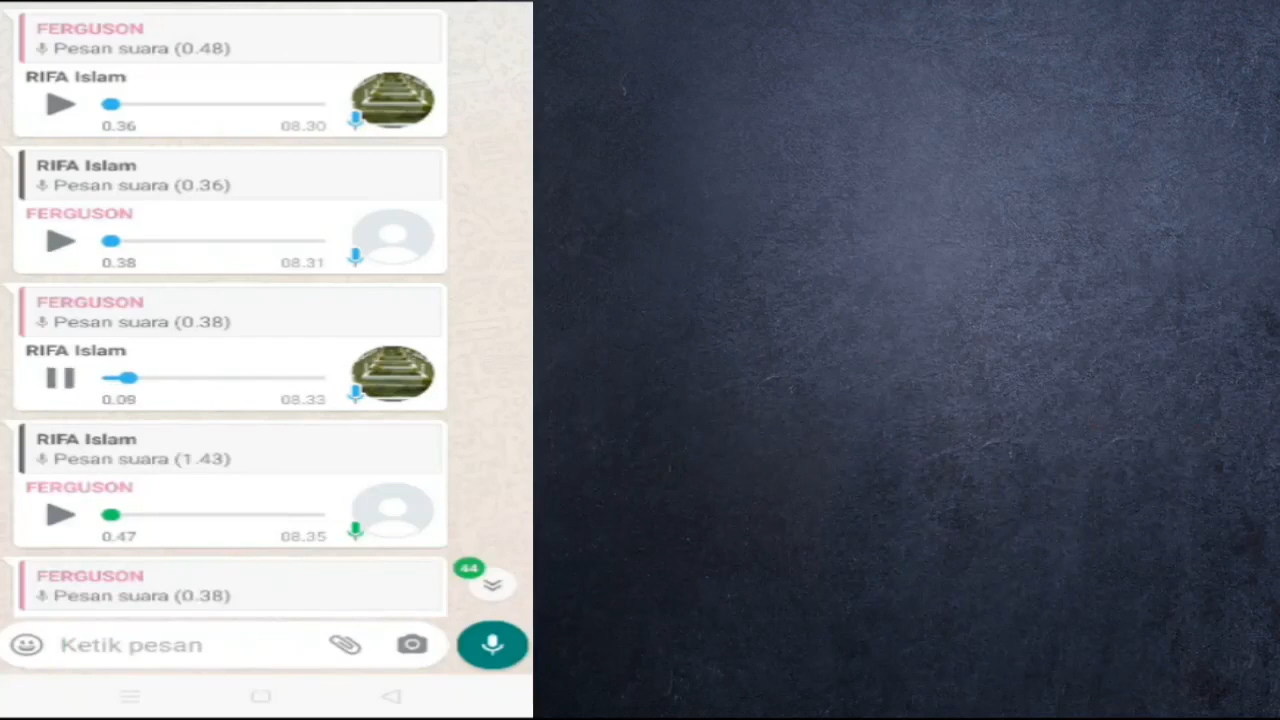 FERGUSON
Pesan suara (0.48)
RIFA Islam
0.36 08.30
RIFA Islam
Pesan suara (0.36)
FERGUSON
0.38 08.31
FERGUSON
Pesan suara (0.38)
RIFA Islam
0.09 08.33
RIFA Islam
Pesan suara (1.43)
FERGUSON
0.47 08.35
FERGUSON
Pesan suara (0.38)
44
Ketik pesan